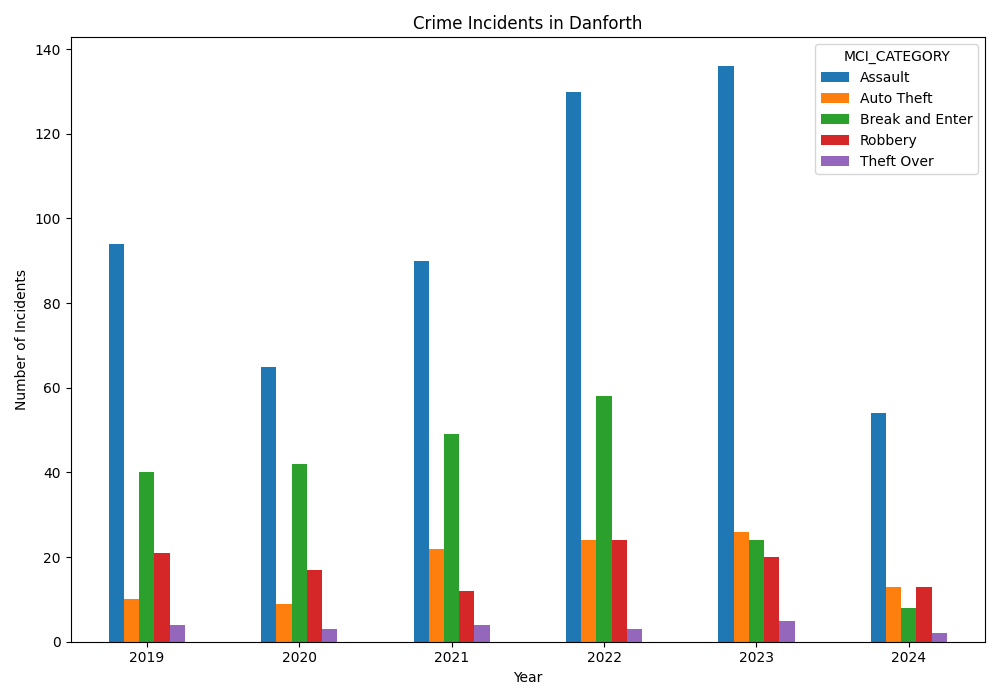 Crime Incidents in Danforth
MCI_CATEGORY
Assault
Auto Theft
Break and Enter
Robbery
Theft Over
Number of Incidents
140
120
100
80
60
40
20
0
2019 2020 2021 2022 2023 2024
Year